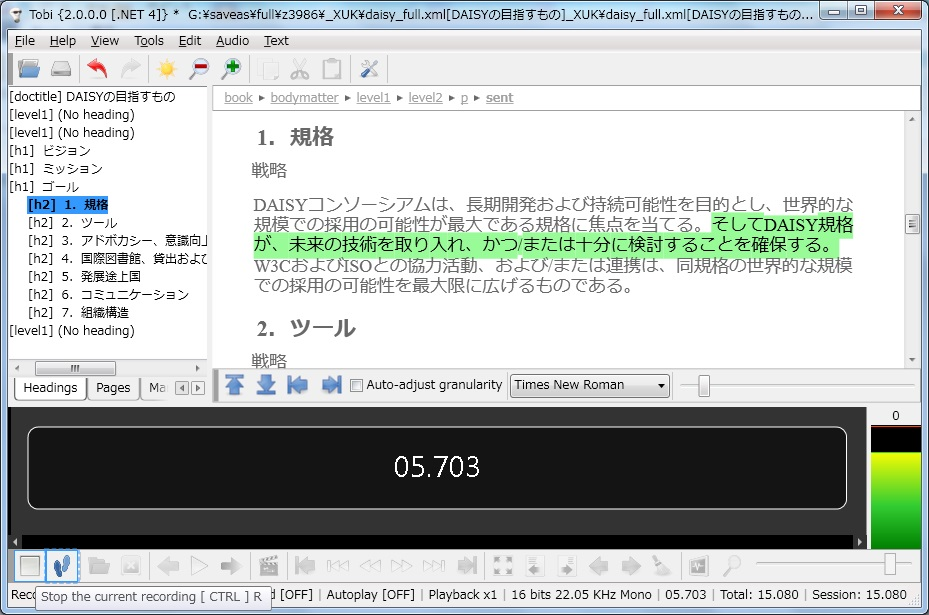 Tobi {2.0.0.0 [.NET 4]} * G:¥saveas¥full¥z3986¥_XUK¥daisy_full.xml[DAISYの目指すもの]_XUK¥daisy_full.xml[DAISYの目指すもの...
File Help View Tools Edit Audio Text
[doctitle] DAISYの目指すもの
[level1] (No heading)
[level1] (No heading)
[h1] ビジョン
[h1] ミッション
[h1] ゴール
[h2] 1. 規格
[h2] 2. ツール
[h2] 3. アドボカシー、意識向上
[h2] 4. 国際図書館、貸出および
[h2] 5. 発展途上国
[h2] 6. コミュニケーション
[h2] 7. 組織構造
[level1] (No heading)
Headings Pages Ma
book ▸ bodymatter ▸ level1 ▸ level2 ▸ p ▸ sent
1. 規格
戦略
DAISYコンソーシアムは、長期開発および持続可能性を目的とし、世界的な
規模での採用の可能性が最大である規格に焦点を当てる。そしてDAISY規格
が、未来の技術を取り入れ、かつ/または十分に検討することを確保する。
W3CおよびISOとの協力活動、および/または連携は、同規格の世界的な規模
での採用の可能性を最大限に広げるものである。
2. ツール
戦略
Auto-adjust granularity Times New Roman
0
05.703
Reco d [OFF] | Autoplay [OFF] | Playback x1 | 16 bits 22.05 KHz Mono | 05.703 | Total: 15.080 | Session: 15.080
Stop the current recording [ CTRL ] R